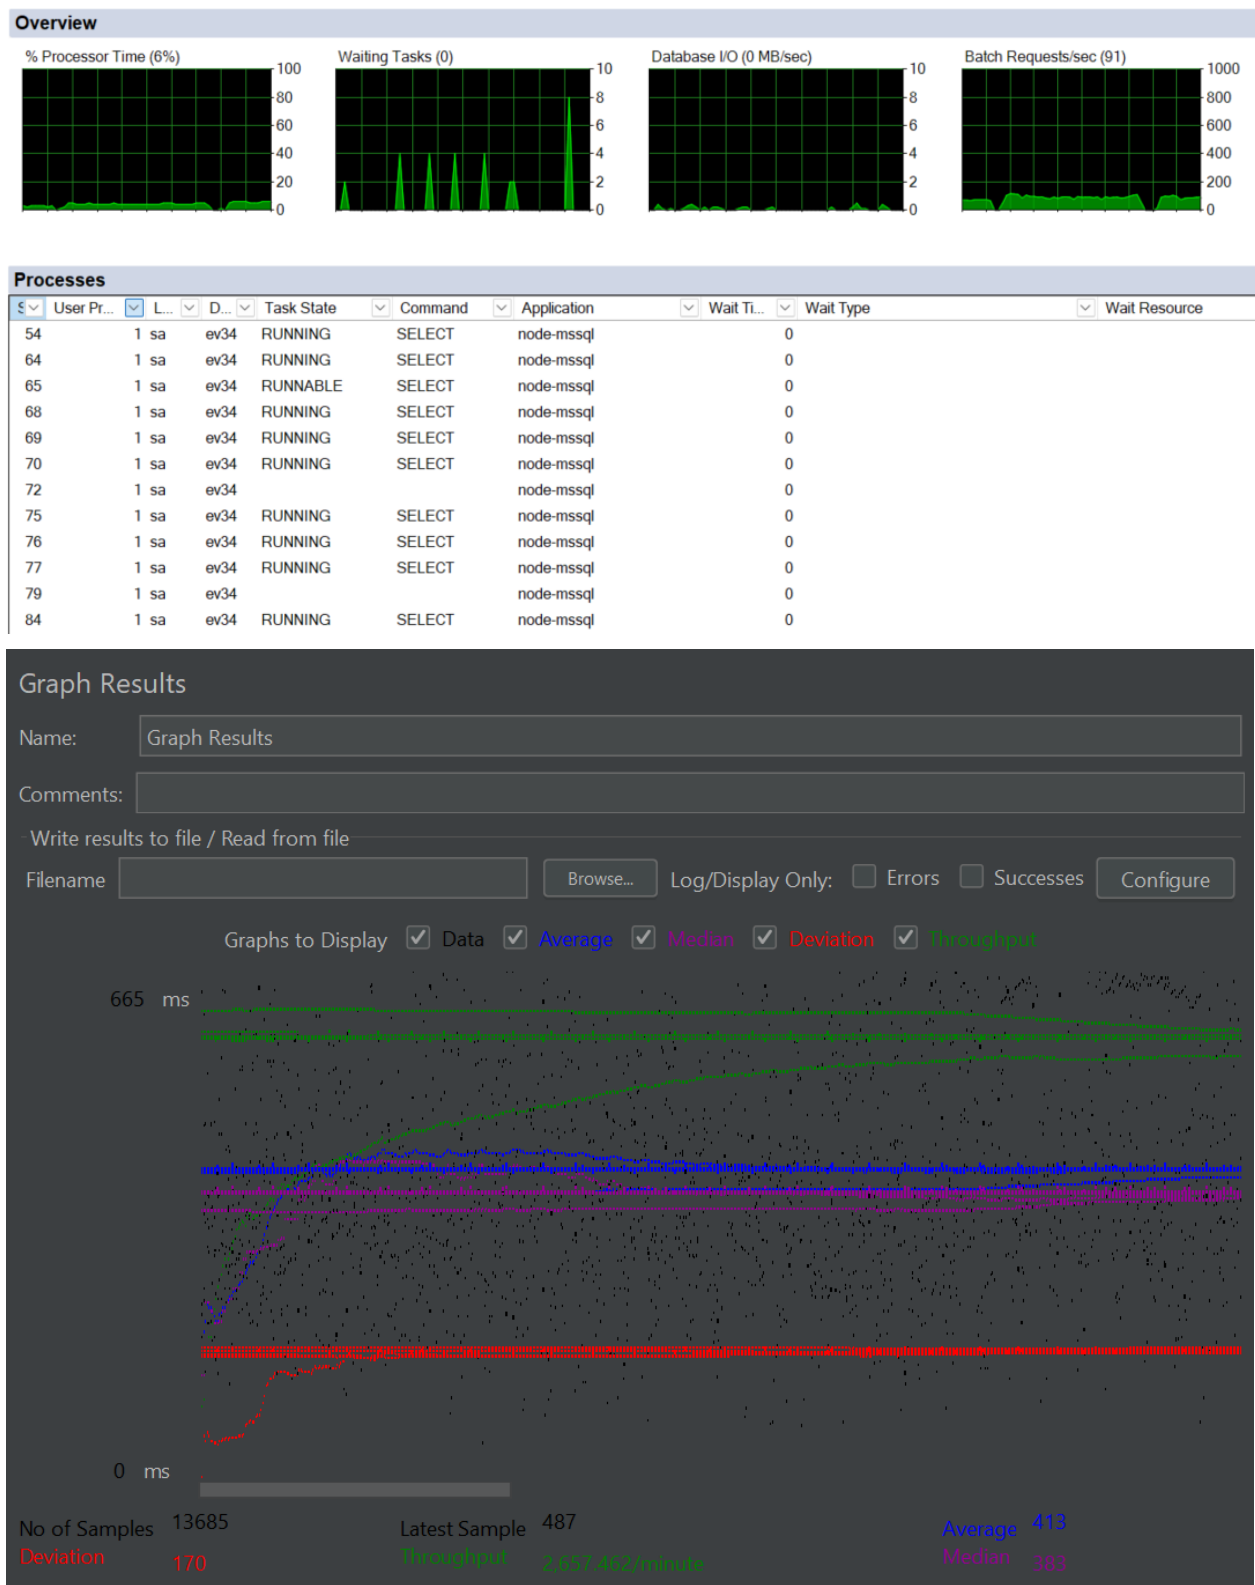 Overview
% Processor Time (6%) Waiting Tasks (0) Database I/O (0 MB/sec) Batch Requests/sec (91)
100 10 10 1000
80 8 8 800
60 6 6 600
40 4 4 400
20 2 2 200
0 0 0 0
Processes
S User Pr... L... D... Task State Command Application Wait Ti... Wait Type Wait Resource
54 1 sa ev34 RUNNING SELECT node-mssql 0
64 1 sa ev34 RUNNING SELECT node-mssql 0
65 1 sa ev34 RUNNABLE SELECT node-mssql 0
68 1 sa ev34 RUNNING SELECT node-mssql 0
69 1 sa ev34 RUNNING SELECT node-mssql 0
70 1 sa ev34 RUNNING SELECT node-mssql 0
72 1 sa ev34 node-mssql 0
75 1 sa ev34 RUNNING SELECT node-mssql 0
76 1 sa ev34 RUNNING SELECT node-mssql 0
77 1 sa ev34 RUNNING SELECT node-mssql 0
79 1 sa ev34 node-mssql 0
84 1 sa ev34 RUNNING SELECT node-mssql 0
Graph Results
Name: Graph Results
Comments:
Write results to file / Read from file
Filename Browse... Log/Display Only: Errors Successes Configure
Graphs to Display Data Average Median Deviation Throughput
665 ms
0 ms
No of Samples 13685 Latest Sample 487 Average 413
Deviation 170 Throughput 2,657.462/minute Median 383